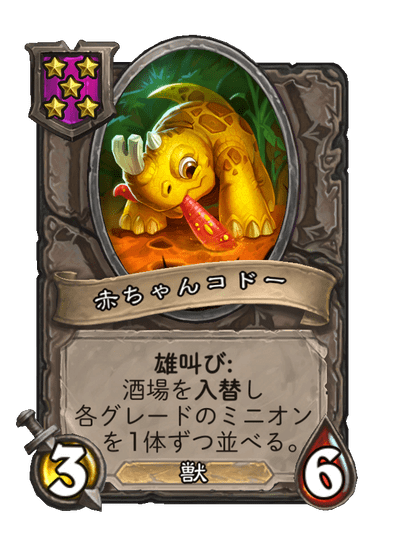 赤ちゃんコドー
雄叫び:
酒場を入替し
各グレードのミニオン
を1体ずつ並べる。
獣
3
6